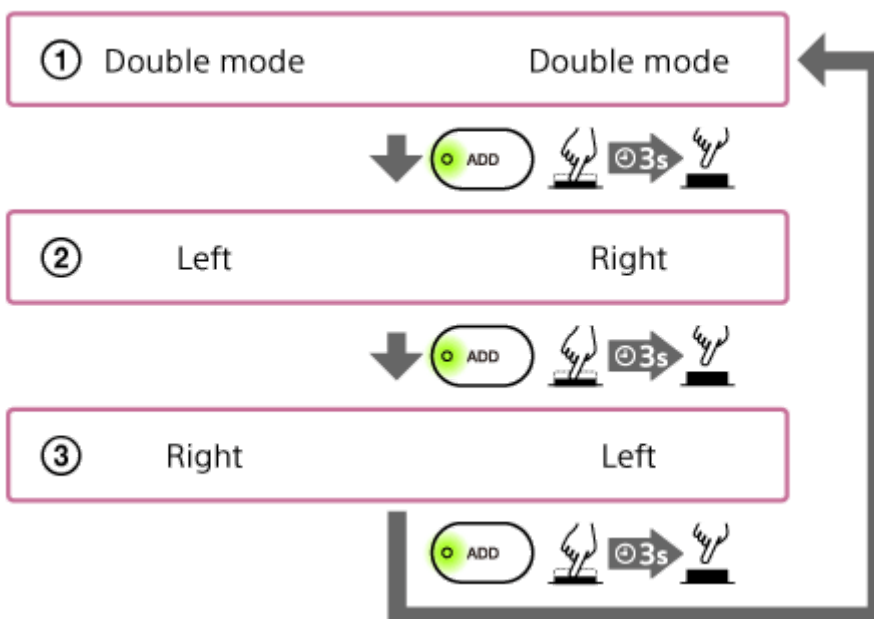 ① Double mode Double mode
ADD 3s
② Left Right
ADD 3s
③ Right Left
ADD 3s